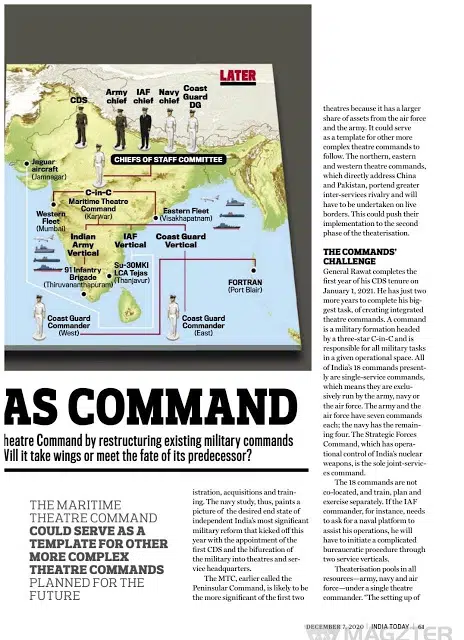 LATER
CDS
Army
chief
IAF
chief
Navy
chief
Coast
Guard
DG
CHIEFS OF STAFF COMMITTEE
Jaguar
aircraft
(Jamnagar)
C-in-C
Maritime Theatre
Command
(Karwar)
Western
Fleet
(Mumbai)
Eastern Fleet
(Visakhapatnam)
Indian
Army
Vertical
IAF
Vertical
Coast Guard
Vertical
91 Infantry
Brigade
(Thiruvananthapuram)
Su-30MKI
LCA Tejas
(Thanjavur)
FORTRAN
(Port Blair)
Coast Guard
Commander
(West)
Coast Guard
Commander
(East)
AS COMMAND
heatre Command by restructuring existing military commands
Will it take wings or meet the fate of its predecessor?
THE MARITIME
THEATRE COMMAND
COULD SERVE AS A
TEMPLATE FOR OTHER
MORE COMPLEX
THEATRE COMMANDS
PLANNED FOR THE
FUTURE
istration, acquisitions and train-
ing. The navy study, thus, paints a
picture of the desired end state of
independent India's most significant
military reform that kicked off this
year with the appointment of the
first CDS and the bifurcation of
the military into theatres and ser-
vice headquarters.
The MTC, earlier called the
Peninsular Command, is likely to be
the more significant of the first two
theatres because it has a larger
share of assets from the air force
and the army. It could serve
as a template for other more
complex theatre commands to
follow. The northern, eastern
and western theatre commands,
which directly address China
and Pakistan, portend greater
inter-services rivalry and will
have to be undertaken on live
borders. This could push their
implementation to the second
phase of the theaterisation.
THE COMMANDS'
CHALLENGE
General Rawat completes the
first year of his CDS tenure on
January 1, 2021. He has just two
more years to complete his big-
gest task, of creating integrated
theatre commands. A command
is a military formation headed
by a three-star C-in-C and is
responsible for all military tasks
in a given operational space. All
of India's 18 commands present-
ly are single-service commands,
which means they are exclu-
sively run by the army, navy or
the air force. The army and the
air force have seven commands
each; the navy has the remain-
ing four. The Strategic Forces
Command, which has opera-
tional control of India's nuclear
weapons, is the sole joint-servic-
es command.
The 18 commands are not
co-located, and train, plan and
exercise separately. If the IAF
commander, for instance, needs
to ask for a naval platform to
assist his operations, he will
have to initiate a complicated
bureaucratic procedure through
two service verticals.
Theaterisation pools in all
resources—army, navy and air
force—under a single theatre
commander. "The setting up of
DECEMBER 7, 2020 INDIA TODAY 61
MAGZTER